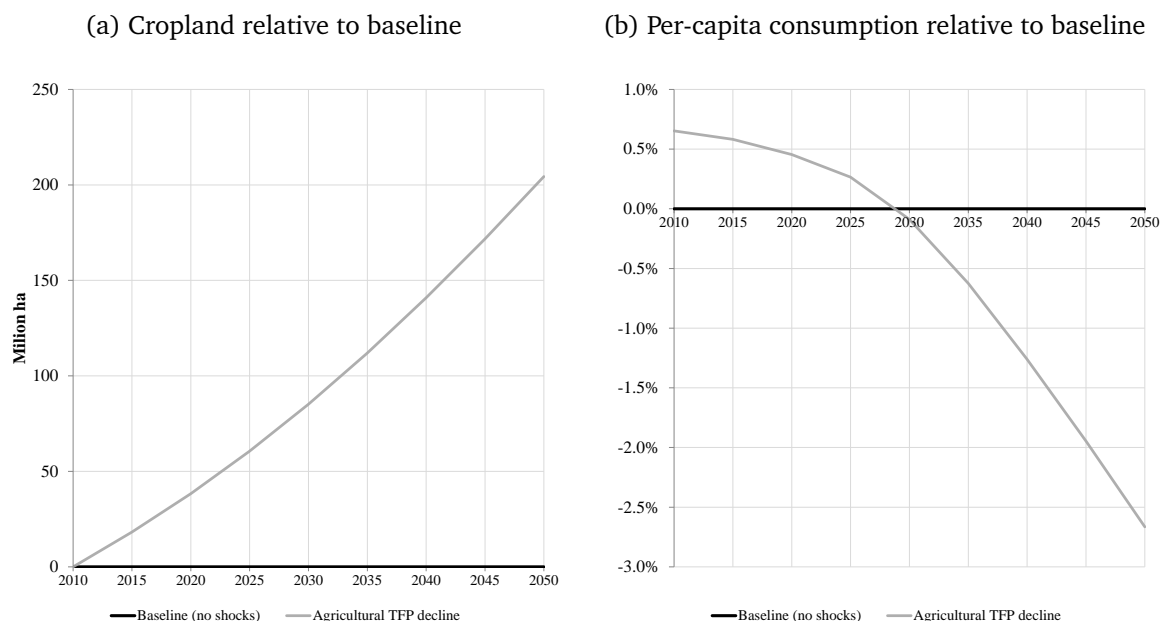 (a) Cropland relative to baseline
250
200
150
100
50
0
Milion ha
2010 2015 2020 2025 2030 2035 2040 2045 2050
Baseline (no shocks) Agricultural TFP decline
(b) Per-capita consumption relative to baseline
1.0%
0.5%
0.0%
-0.5%
-1.0%
-1.5%
-2.0%
-2.5%
-3.0%
2010 2015 2020 2025 2030 2035 2040 2045 2050
Baseline (no shocks) Agricultural TFP decline